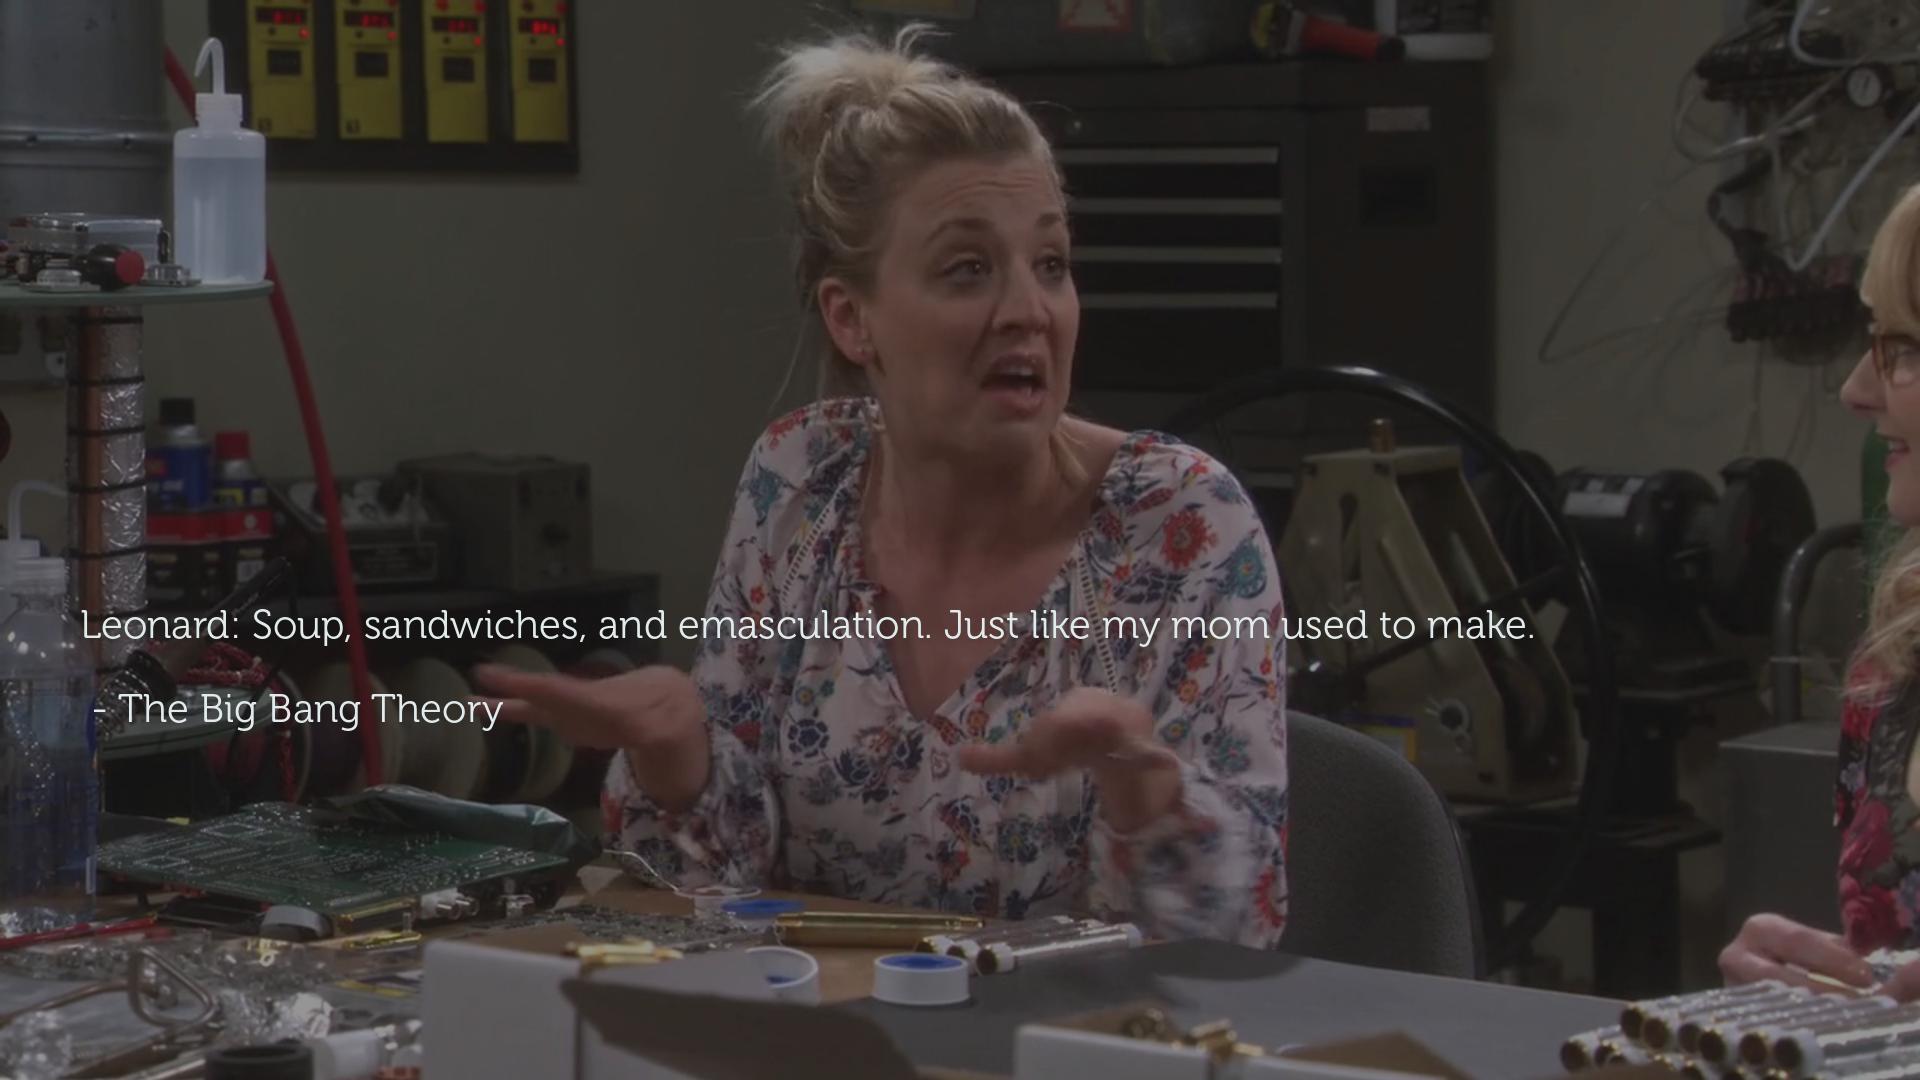 Leonard: Soup, sandwiches, and emasculation. Just like my mom used to make.
- The Big Bang Theory